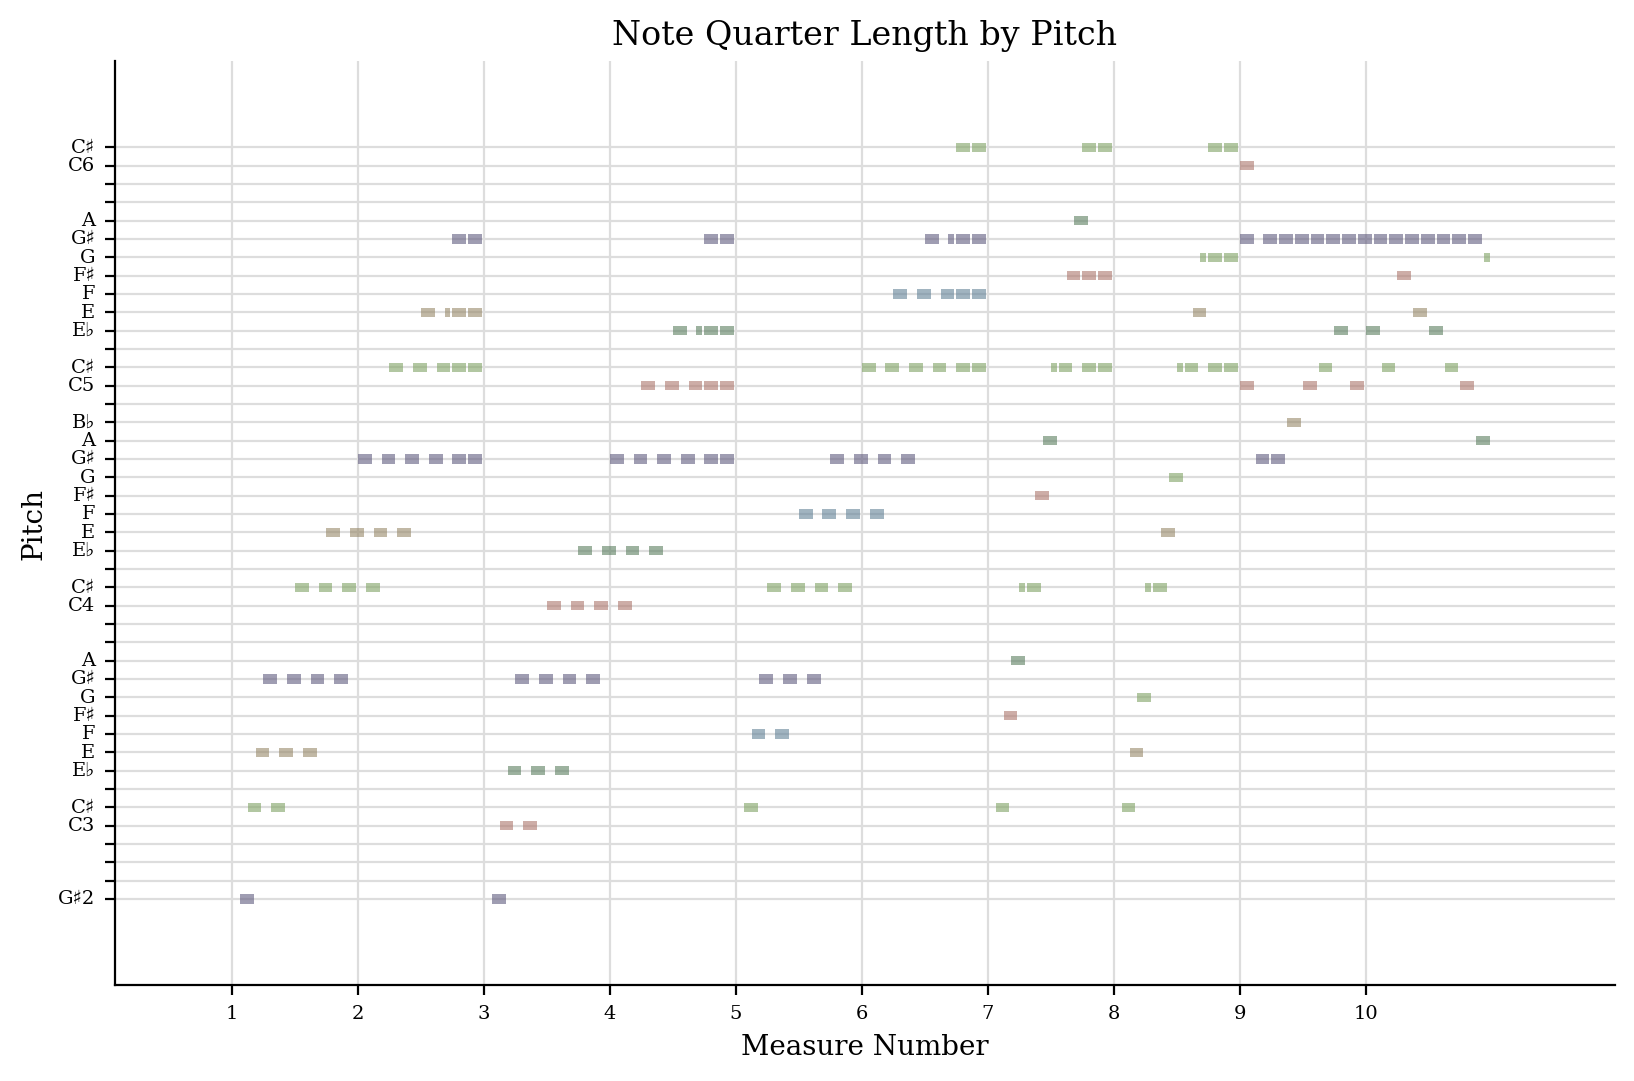 Note Quarter Length by Pitch
C♯
C6
A
G♯
G
F♯
F
E
E♭
C♯
C5
B♭
A
G♯
G
F♯
F
E
E♭
C♯
C4
A
G♯
G
F♯
F
E
E♭
C♯
C3
G♯2
Pitch
1 2 3 4 5 6 7 8 9 10
Measure Number